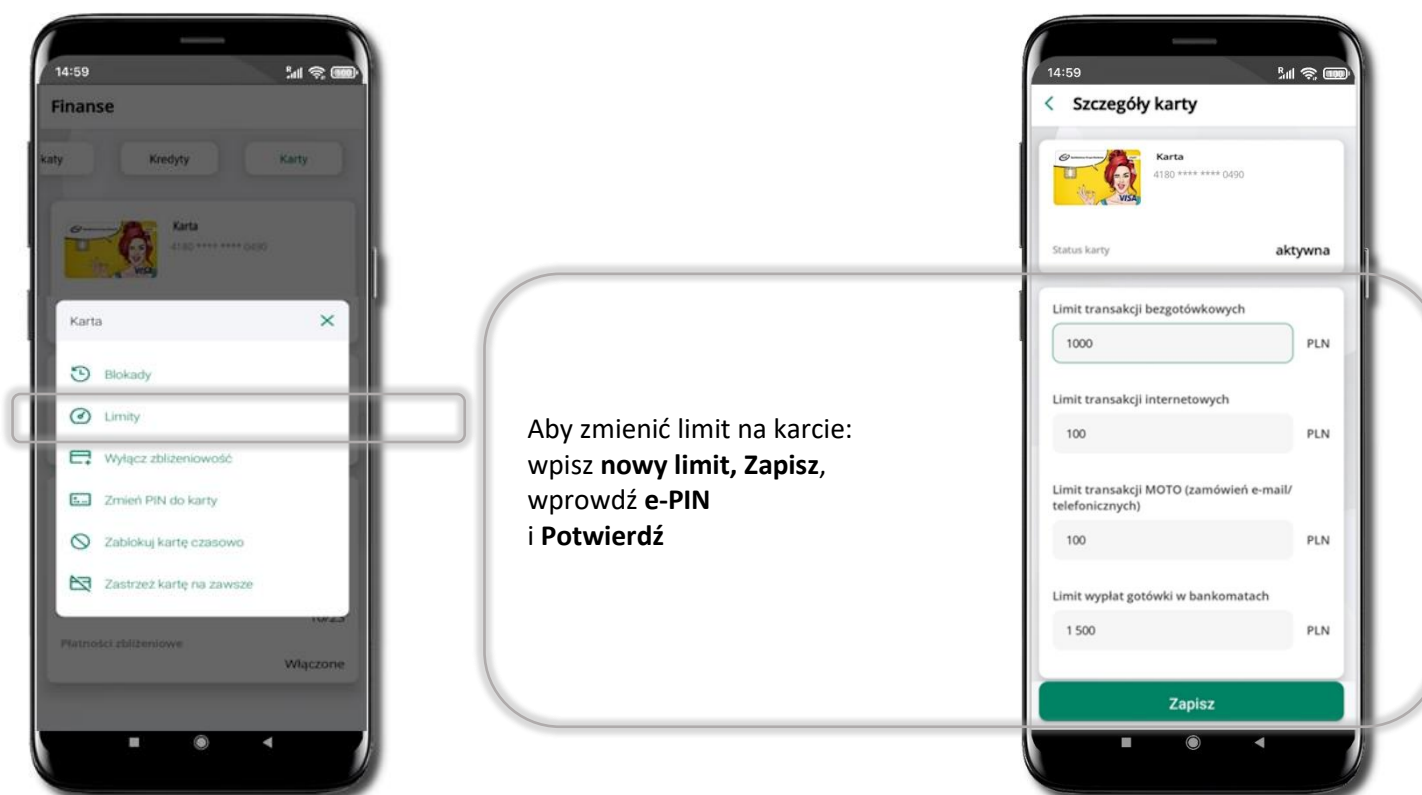 14:59
Finanse
katy
Kredyty
Karty
Karta
4180 **** **** 0490
VISA
Karta
Blokady
Limity
Wyłącz zbliżeniowość
Zmień PIN do karty
Zablokuj kartę czasowo
Zastrzeż kartę na zawsze
Płatności zbliżeniowe
Włączone
Aby zmienić limit na karcie:
wpisz nowy limit, Zapisz,
wprowdź e-PIN
i Potwierdź
14:59
Szczegóły karty
Karta
4180 **** **** 0490
VISA
Status karty
aktywna
Limit transakcji bezgotówkowych
1000 PLN
Limit transakcji internetowych
100 PLN
Limit transakcji MOTO (zamówień e-mail/
telefonicznych)
100 PLN
Limit wypłat gotówki w bankomatach
1 500 PLN
Zapisz